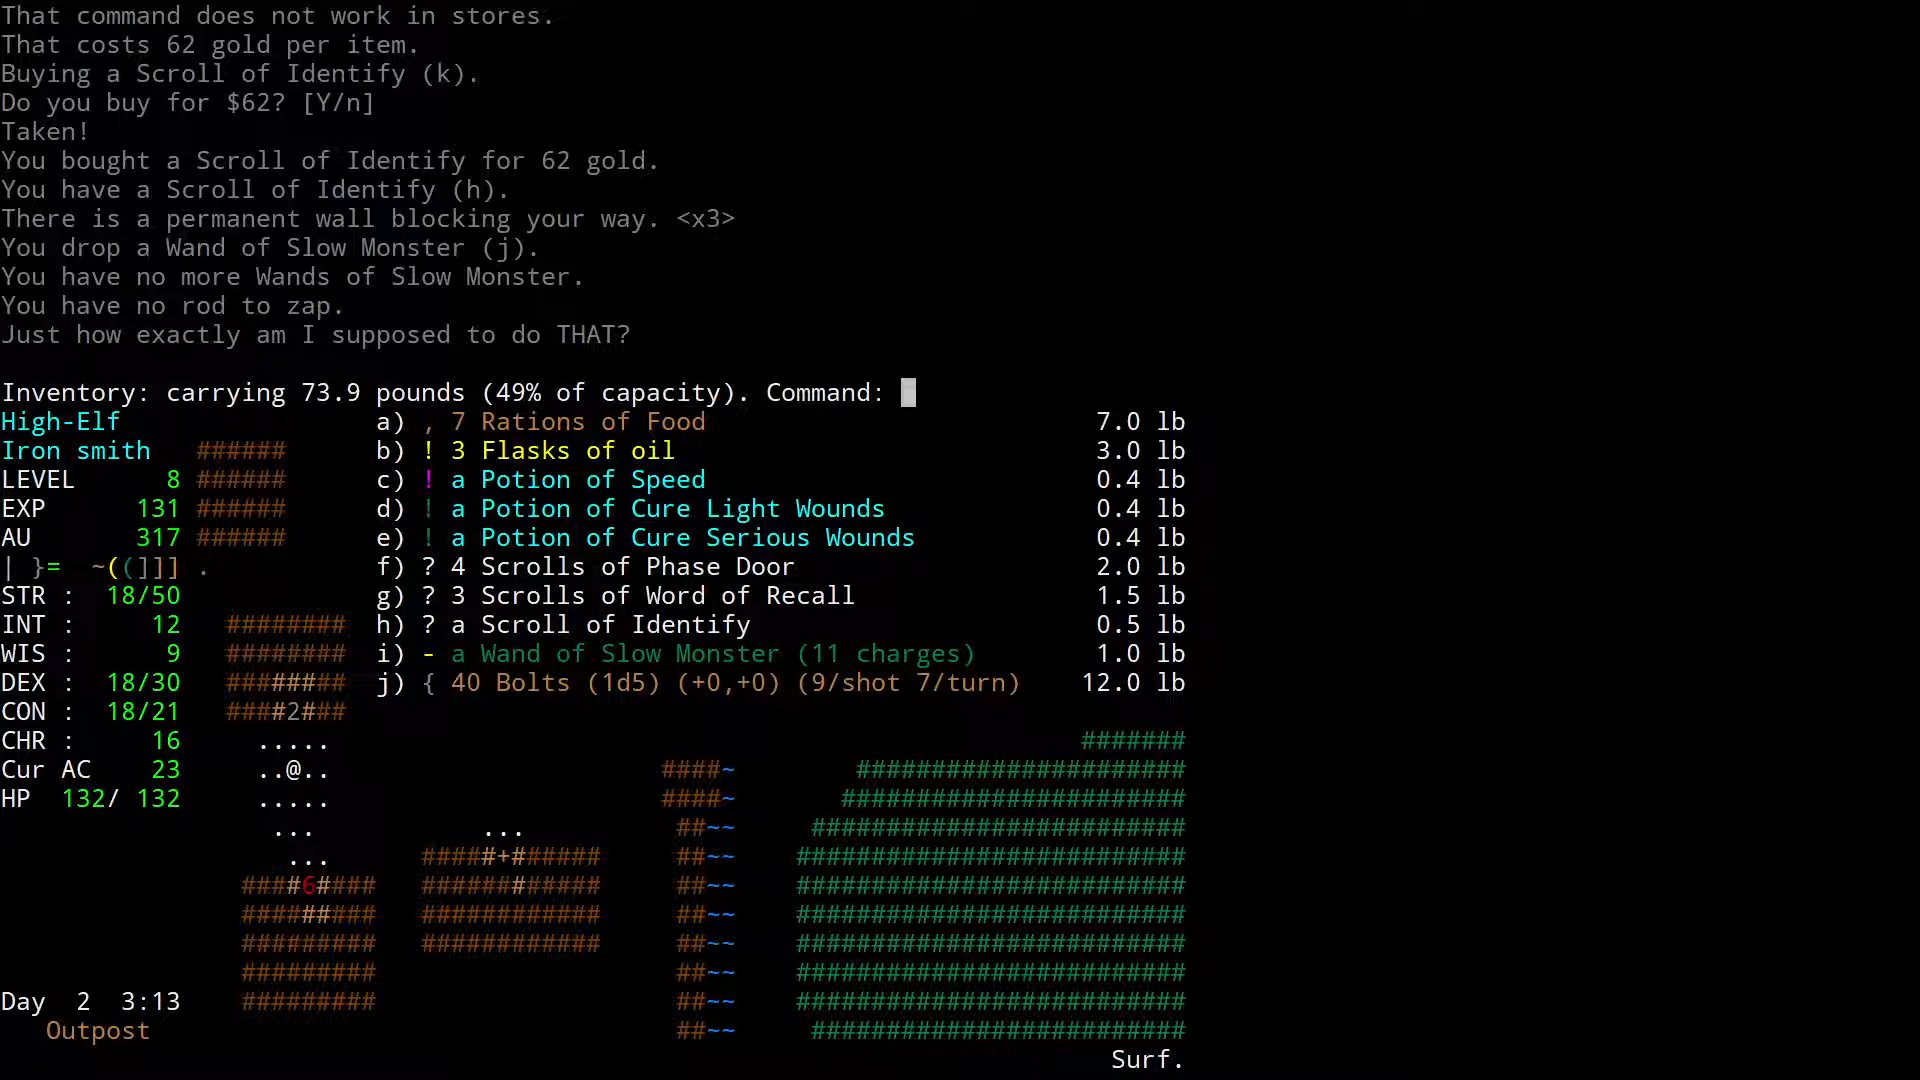 That command does not work in stores.
That costs 62 gold per item.
Buying a Scroll of Identify (k).
Do you buy for $62? [Y/n]
Taken!
You bought a Scroll of Identify for 62 gold.
You have a Scroll of Identify (h).
There is a permanent wall blocking your way. <x3>
You drop a Wand of Slow Monster (j).
You have no more Wands of Slow Monster.
You have no rod to zap.
Just how exactly am I supposed to do THAT?
Inventory: carrying 73.9 pounds (49% of capacity). Command:
High-Elf a) , 7 Rations of Food 7.0 lb
Iron smith ###### b) ! 3 Flasks of oil 3.0 lb
LEVEL 8 ###### c) ! a Potion of Speed 0.4 lb
EXP 131 ###### d) ! a Potion of Cure Light Wounds 0.4 lb
AU 317 ###### e) ! a Potion of Cure Serious Wounds 0.4 lb
| }= ~((]]] . f) ? 4 Scrolls of Phase Door 2.0 lb
STR : 18/50 g) ? 3 Scrolls of Word of Recall 1.5 lb
INT : 12 ######## h) ? a Scroll of Identify 0.5 lb
WIS : 9 ######## i) - a Wand of Slow Monster (11 charges) 1.0 lb
DEX : 18/30 ######## j) { 40 Bolts (1d5) (+0,+0) (9/shot 7/turn) 12.0 lb
CON : 18/21 ####2###
CHR : 16 ..... #######
Cur AC 23 ..@.. ####~ ######################
HP 132/ 132 ..... ####~ #######################
... ... ##~~ #########################
... #####+###### ##~~ ##########################
####6#### ############ ##~~ ##########################
######### ############ ##~~ ##########################
######### ############ ##~~ ##########################
######### ##~~ ##########################
Day 2 3:13 ######### ##~~ ##########################
Outpost ##~~ #########################
Surf.